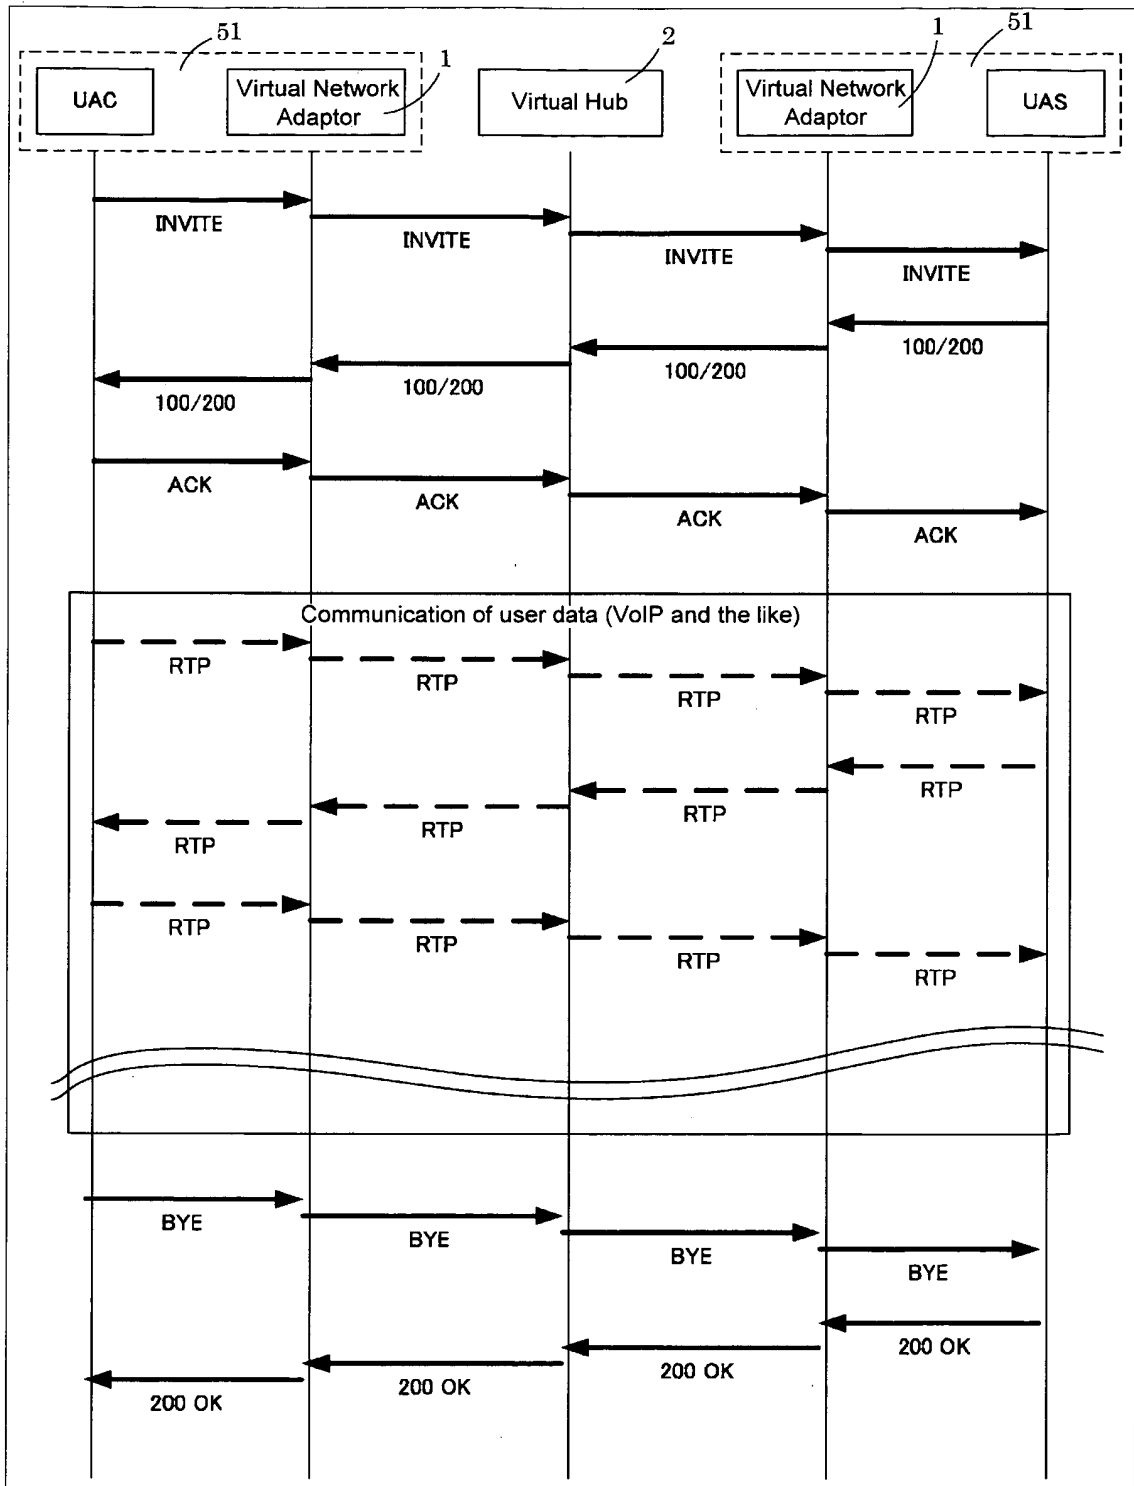 51
1
2
1
51
UAC
Virtual Network
Adaptor
Virtual Hub
Virtual Network
Adaptor
UAS
INVITE
INVITE
INVITE
INVITE
100/200
100/200
100/200
100/200
ACK
ACK
ACK
ACK
Communication of user data (VoIP and the like)
RTP
RTP
RTP
RTP
RTP
RTP
RTP
RTP
RTP
RTP
RTP
RTP
BYE
BYE
BYE
BYE
200 OK
200 OK
200 OK
200 OK